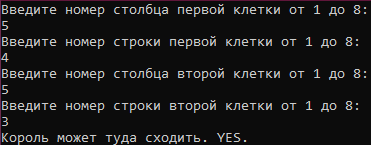 Введите номер столбца первой клетки от 1 до 8:
5
Введите номер строки первой клетки от 1 до 8:
4
Введите номер столбца второй клетки от 1 до 8:
5
Введите номер строки второй клетки от 1 до 8:
3
Король может туда сходить. YES.